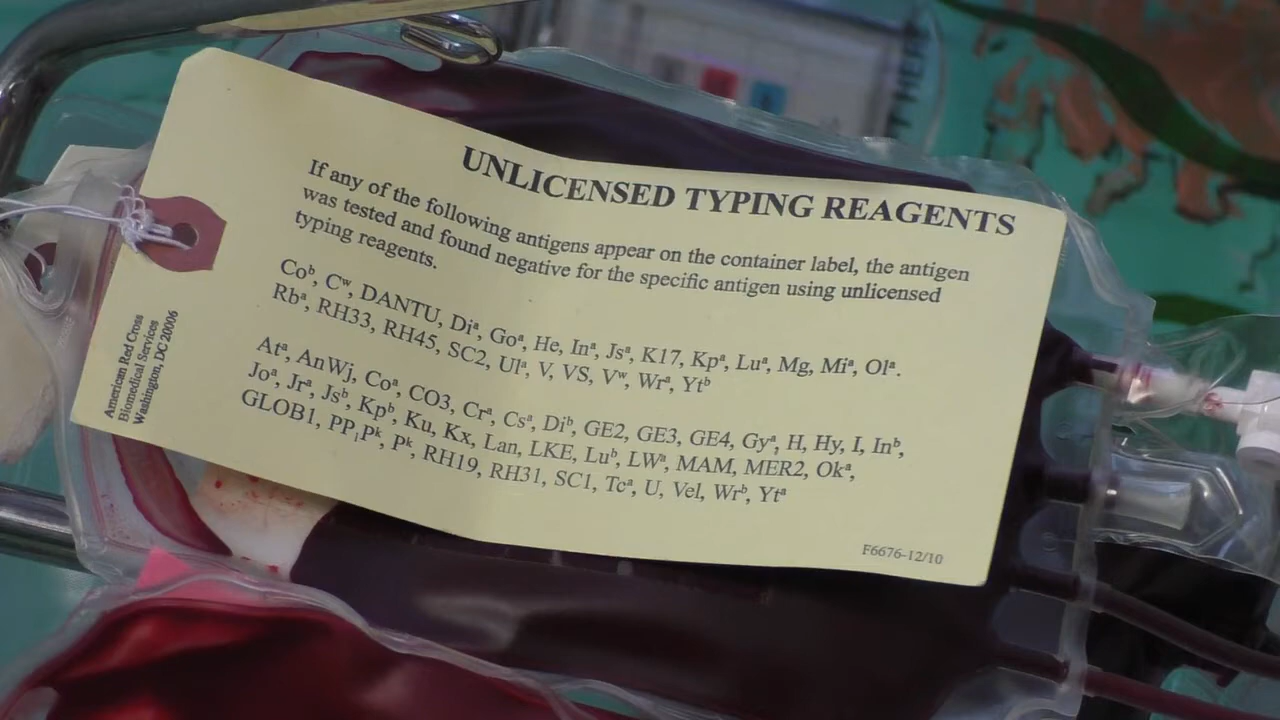 UNLICENSED TYPING REAGENTS
If any of the following antigens appear on the container label, the antigen
was tested and found negative for the specific antigen using unlicensed
typing reagents.
Coᵇ, Cʷ, DANTU, Diᵃ, Goᵃ, He, Inᵃ, Jsᵃ, K17, Kpᵃ, Luᵃ, Mg, Miᵃ, Olᵃ.
Rbᵃ, RH33, RH45, SC2, Ulᵃ, V, VS, Vʷ, Wrᵃ, Ytᵇ
Atᵃ, AnWj, Coᵃ, CO3, Crᵃ, Csᵃ, Diᵇ, GE2, GE3, GE4, Gyᵃ, H, Hy, I, Inᵇ,
Joᵃ, Jrᵃ, Jsᵇ, Kpᵇ, Ku, Kx, Lan, LKE, Luᵇ, LWᵃ, MAM, MER2, Okᵃ,
GLOB1, PP₁Pᵏ, Pᵏ, RH19, RH31, SC1, Tcᵃ, U, Vel, Wrᵇ, Ytᵃ
American Red Cross
Biomedical Services
Washington, DC 20006
F6676-12/10